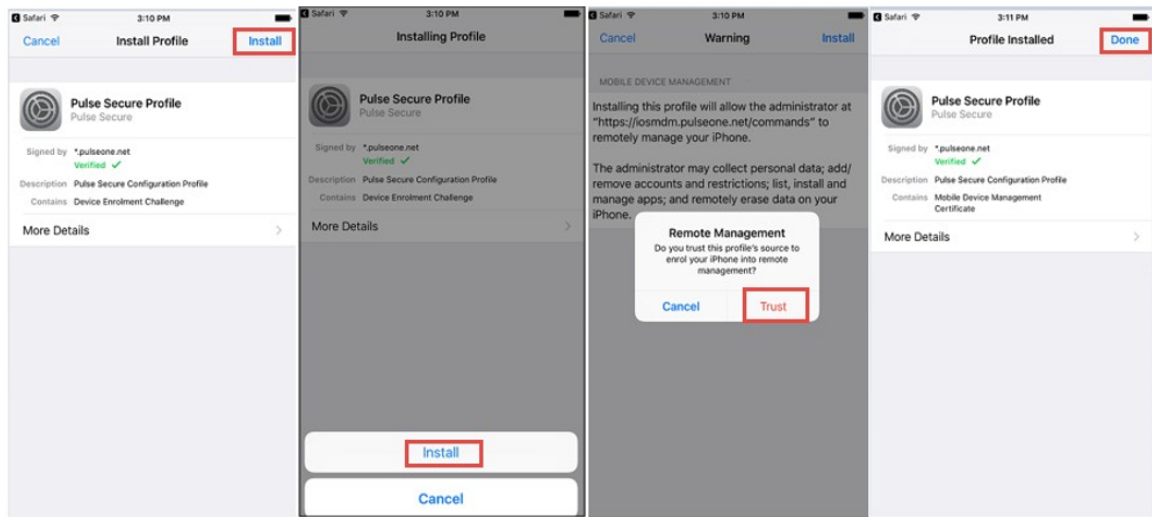 Safari
3:10 PM
Cancel
Install Profile
Install
Pulse Secure Profile
Pulse Secure
Signed by *.pulseone.net
Verified ✓
Description Pulse Secure Configuration Profile
Contains Device Enrolment Challenge
More Details
Safari
3:10 PM
Installing Profile
Pulse Secure Profile
Pulse Secure
Signed by *.pulseone.net
Verified ✓
Description Pulse Secure Configuration Profile
Contains Device Enrolment Challenge
More Details
Install
Cancel
Safari
3:10 PM
Cancel
Warning
Install
MOBILE DEVICE MANAGEMENT
Installing this profile will allow the administrator at
“https://iosmdm.pulseone.net/commands” to
remotely manage your iPhone.
The administrator may collect personal data; add/
remove accounts and restrictions; list, install and
manage apps; and remotely erase data on your
iPhone.
Remote Management
Do you trust this profile's source to
enrol your iPhone into remote
management?
Cancel
Trust
Safari
3:11 PM
Profile Installed
Done
Pulse Secure Profile
Pulse Secure
Signed by *.pulseone.net
Verified ✓
Description Pulse Secure Configuration Profile
Contains Mobile Device Management
Certificate
More Details